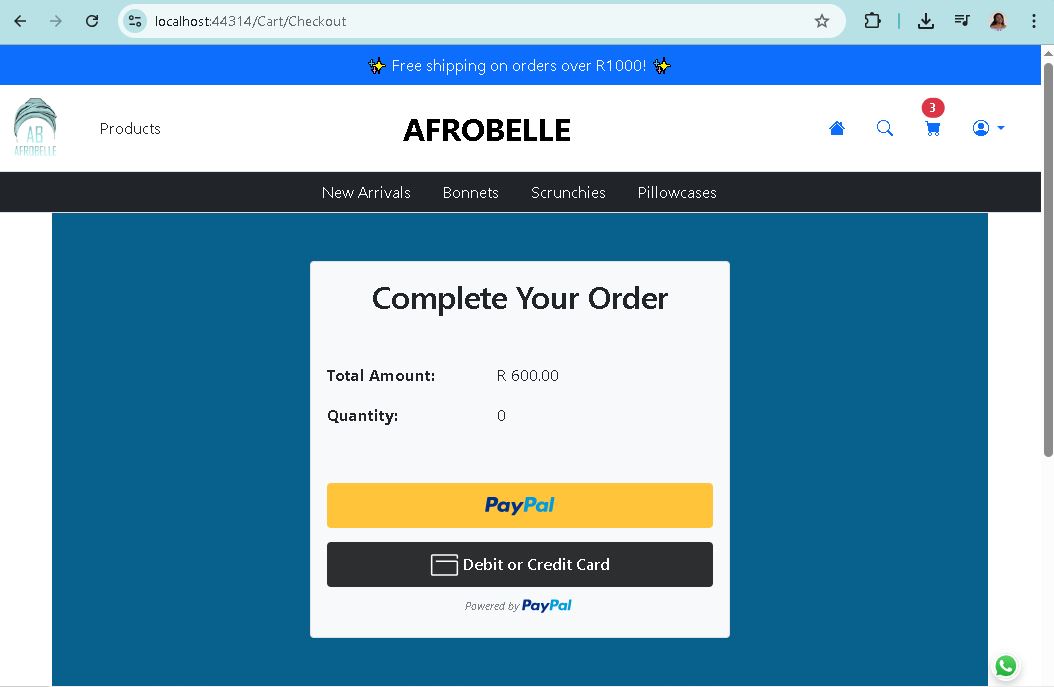 localhost:44314/Cart/Checkout
✨ Free shipping on orders over R1000! ✨
AB
AFROBELLE
Products
AFROBELLE
3
New Arrivals Bonnets Scrunchies Pillowcases
Complete Your Order
Total Amount: R 600.00
Quantity: 0
PayPal
Debit or Credit Card
Powered by PayPal